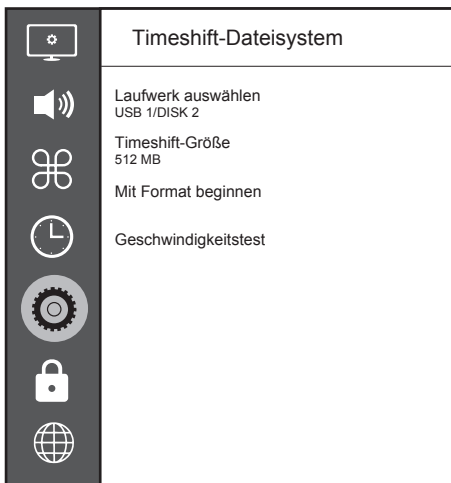 Timeshift-Dateisystem
Laufwerk auswählen
USB 1/DISK 2
Timeshift-Größe
512 MB
Mit Format beginnen
Geschwindigkeitstest